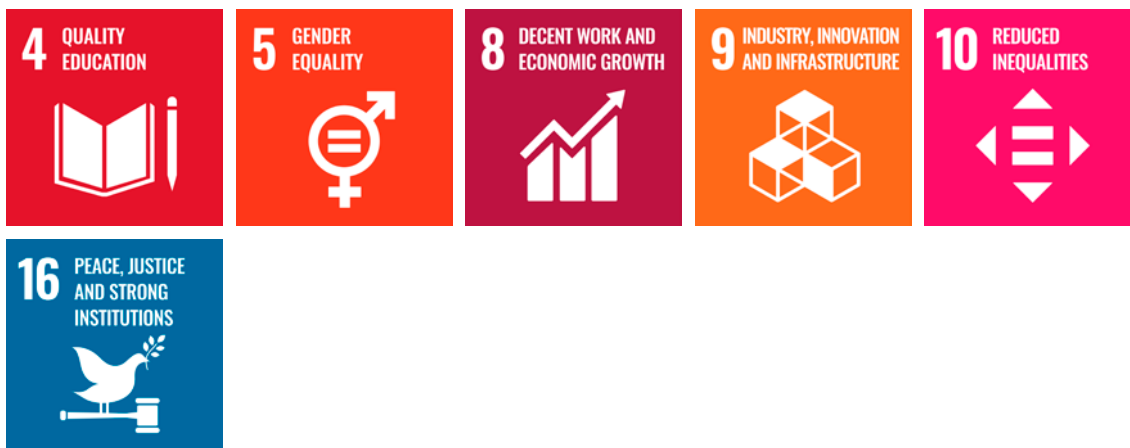 4 QUALITY
EDUCATION
5 GENDER
EQUALITY
8 DECENT WORK AND
ECONOMIC GROWTH
9 INDUSTRY, INNOVATION
AND INFRASTRUCTURE
10 REDUCED
INEQUALITIES
16 PEACE, JUSTICE
AND STRONG
INSTITUTIONS